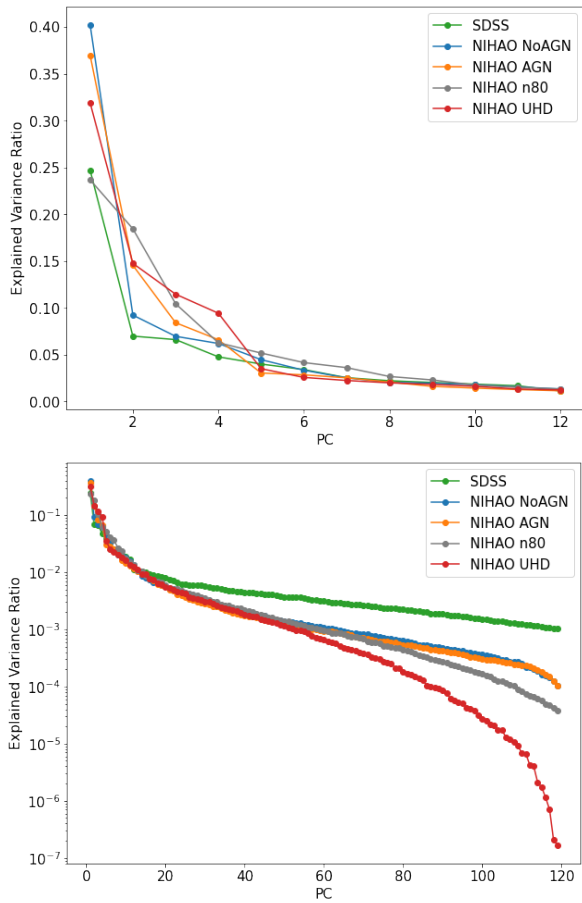 0.40
0.35
0.30
0.25
0.20
0.15
0.10
0.05
0.00
Explained Variance Ratio
SDSS
NIHAO NoAGN
NIHAO AGN
NIHAO n80
NIHAO UHD
2 4 6 8 10 12
PC
10⁻¹
10⁻²
10⁻³
10⁻⁴
10⁻⁵
10⁻⁶
10⁻⁷
Explained Variance Ratio
SDSS
NIHAO NoAGN
NIHAO AGN
NIHAO n80
NIHAO UHD
0 20 40 60 80 100 120
PC